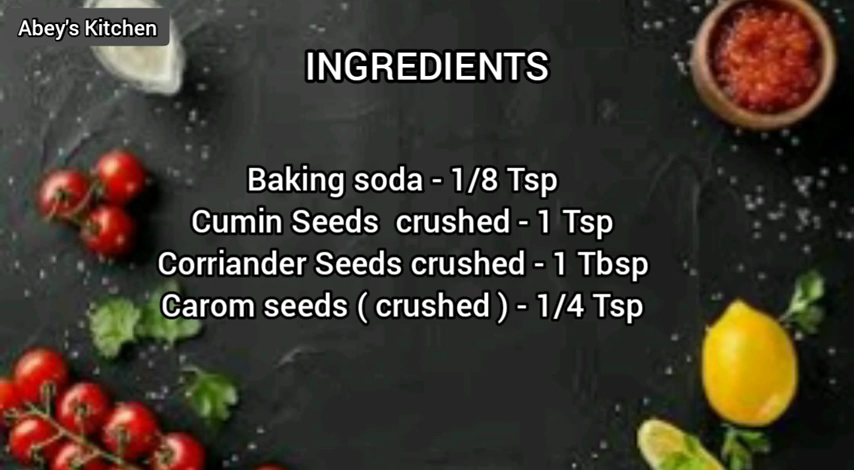 Abey's Kitchen
INGREDIENTS
Baking soda - 1/8 Tsp
Cumin Seeds crushed - 1 Tsp
Corriander Seeds crushed - 1 Tbsp
Carom seeds ( crushed ) - 1/4 Tsp